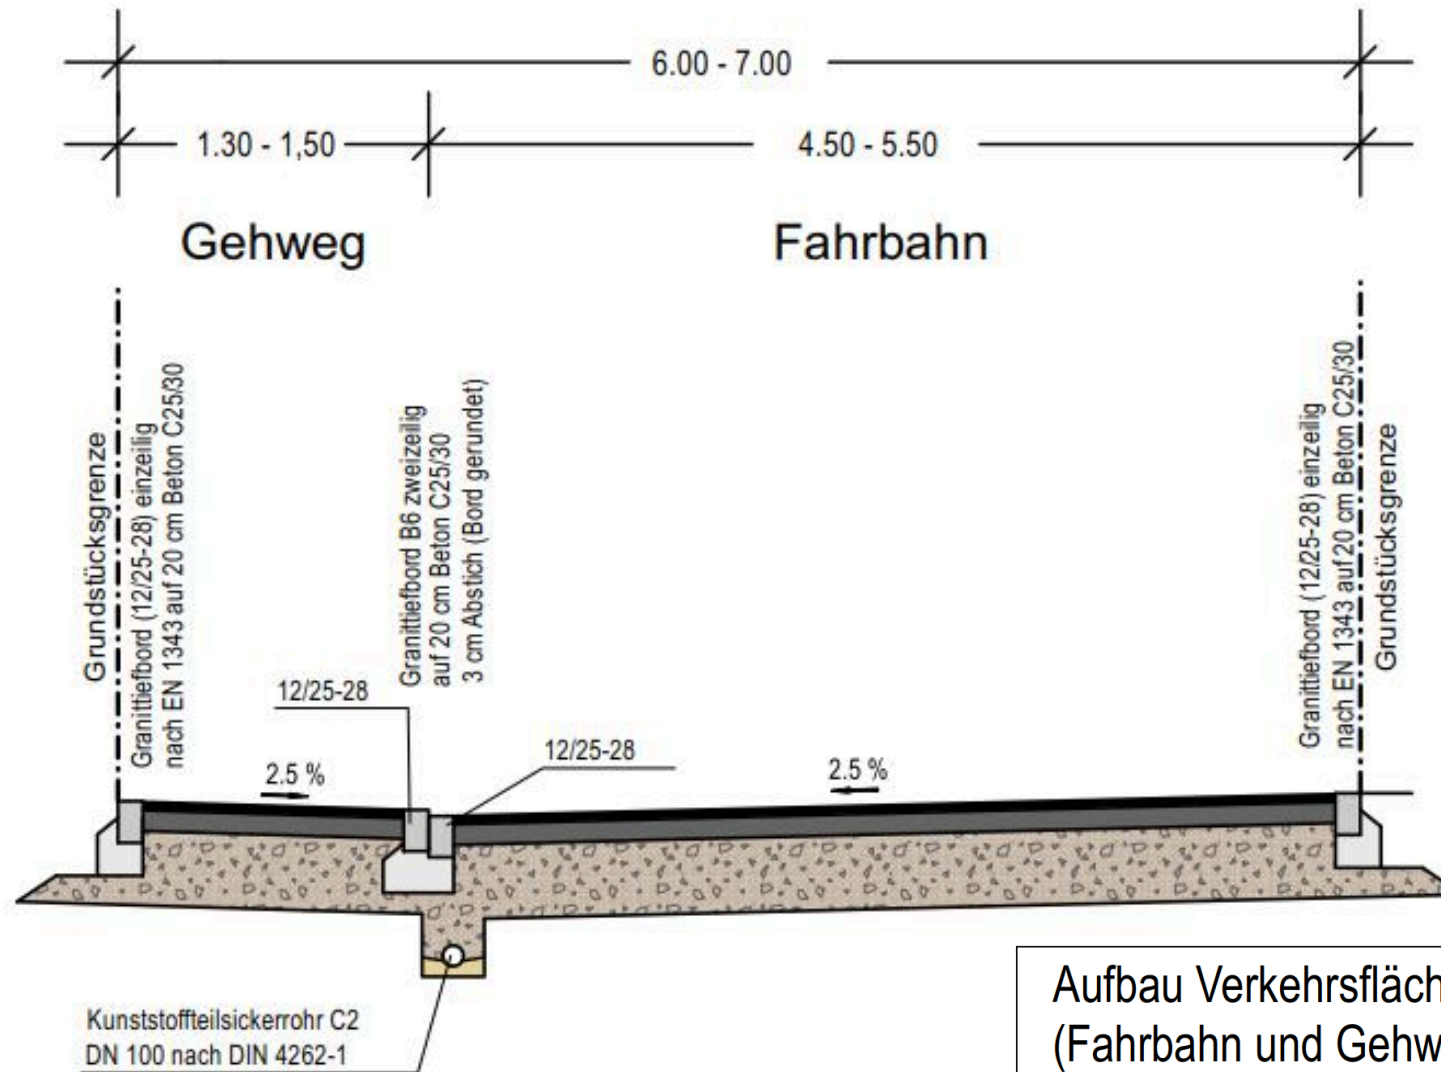 6.00 - 7.00
1.30 - 1,50
4.50 - 5.50
Gehweg
Fahrbahn
Grundstücksgrenze
Granittiefbord (12/25-28) einzeilig
nach EN 1343 auf 20 cm Beton C25/30
Granittiefbord B6 zweizeilig
auf 20 cm Beton C25/30
3 cm Abstich (Bord gerundet)
Granittiefbord (12/25-28) einzeilig
nach EN 1343 auf 20 cm Beton C25/30
Grundstücksgrenze
12/25-28
12/25-28
2.5 %
2.5 %
Kunststoffteilsickerrohr C2
DN 100 nach DIN 4262-1
Aufbau Verkehrsfläch
(Fahrbahn und Gehw